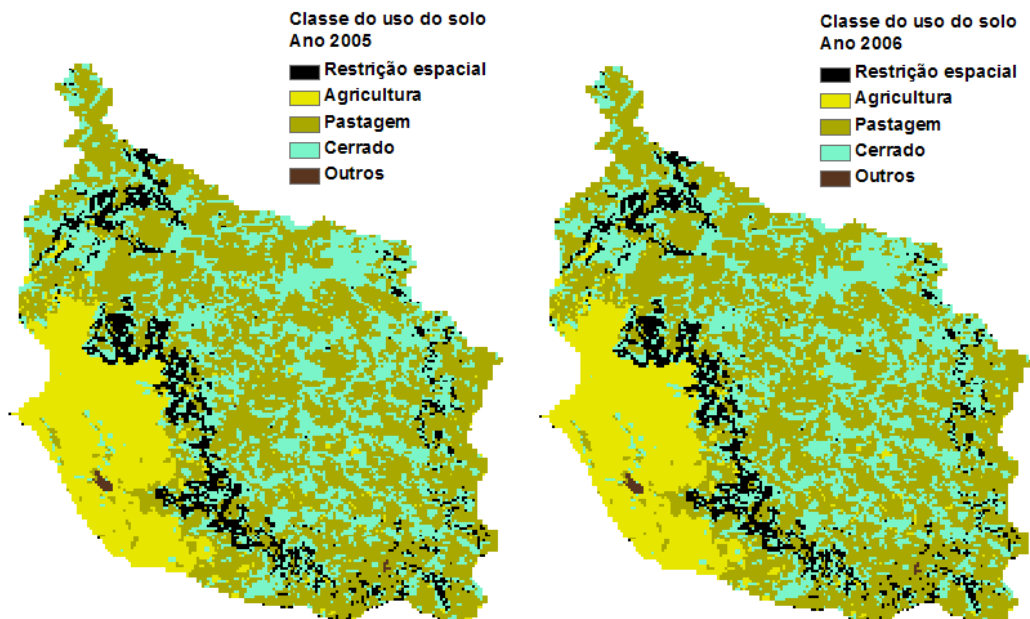 Classe do uso do solo
Ano 2005
Restrição espacial
Agricultura
Pastagem
Cerrado
Outros
Classe do uso do solo
Ano 2006
Restrição espacial
Agricultura
Pastagem
Cerrado
Outros